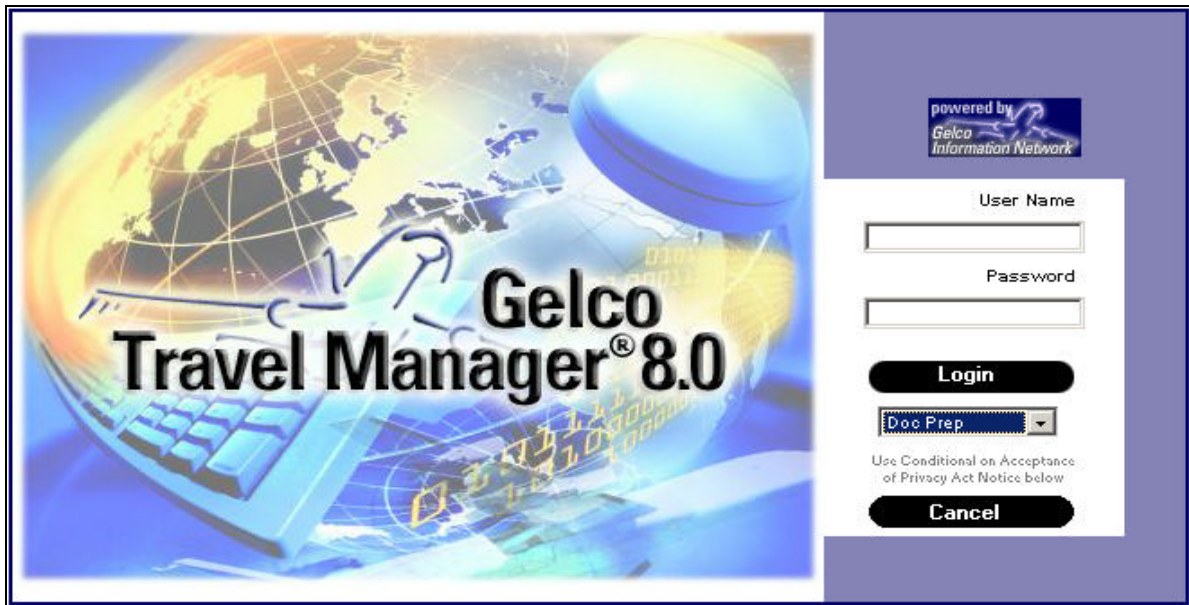 Gelco
Travel Manager® 8.0
powered by
Gelco
Information Network
User Name
Password
Login
Doc Prep
Use Conditional on Acceptance
of Privacy Act Notice below
Cancel